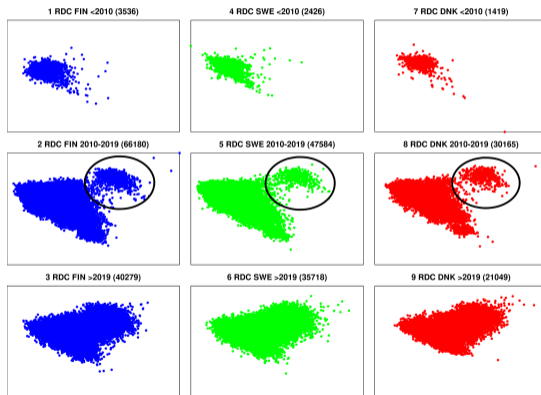 1 RDC FIN <2010 (3536)
4 RDC SWE <2010 (2426)
7 RDC DNK <2010 (1419)
2 RDC FIN 2010-2019 (66180)
5 RDC SWE 2010-2019 (47584)
8 RDC DNK 2010-2019 (30165)
3 RDC FIN >2019 (40279)
6 RDC SWE >2019 (35718)
9 RDC DNK >2019 (21049)